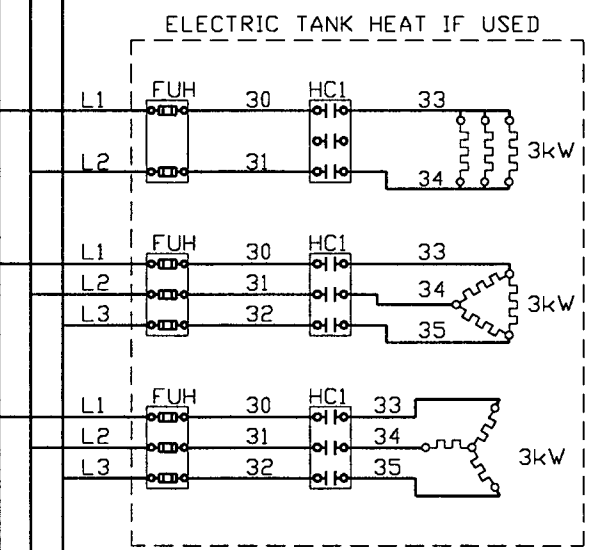 ELECTRIC TANK HEAT IF USED
L1 FUH 30 HC1 33
L2 31 34 3kW
L1 FUH 30 HC1 33
L2 31 34 3kW
L3 32 35
L1 FUH 30 HC1 33
L2 31 34 3kW
L3 32 35